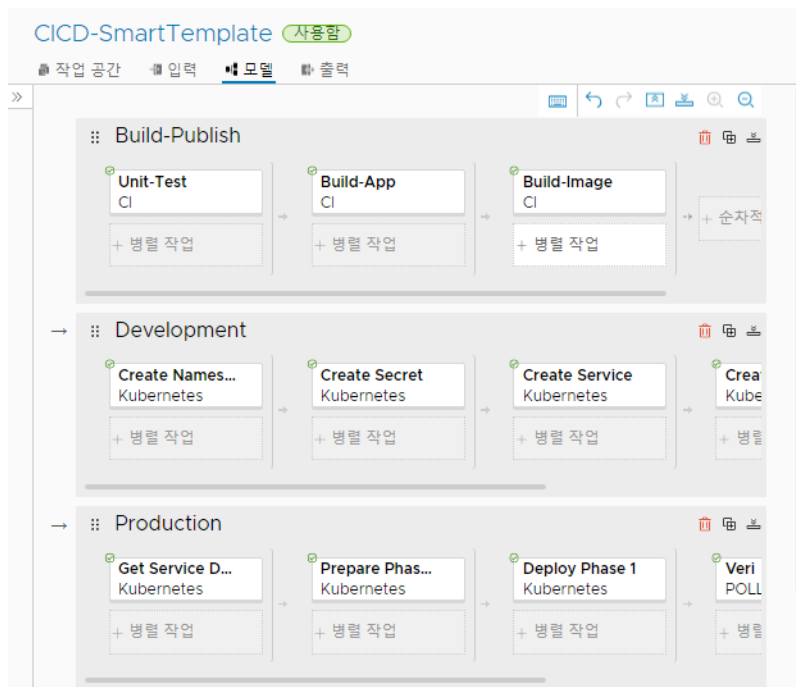 CICD-SmartTemplate 사용함
작업 공간 입력 모델 출력
Build-Publish
Unit-Test Build-App Build-Image
CI CI CI
+ 병렬 작업 + 병렬 작업 + 병렬 작업 + 순차적
Development
Create Names... Create Secret Create Service Crea
Kubernetes Kubernetes Kubernetes Kube
+ 병렬 작업 + 병렬 작업 + 병렬 작업 + 병렬
Production
Get Service D... Prepare Phas... Deploy Phase 1 Veri
Kubernetes Kubernetes Kubernetes POLL
+ 병렬 작업 + 병렬 작업 + 병렬 작업 + 병렬